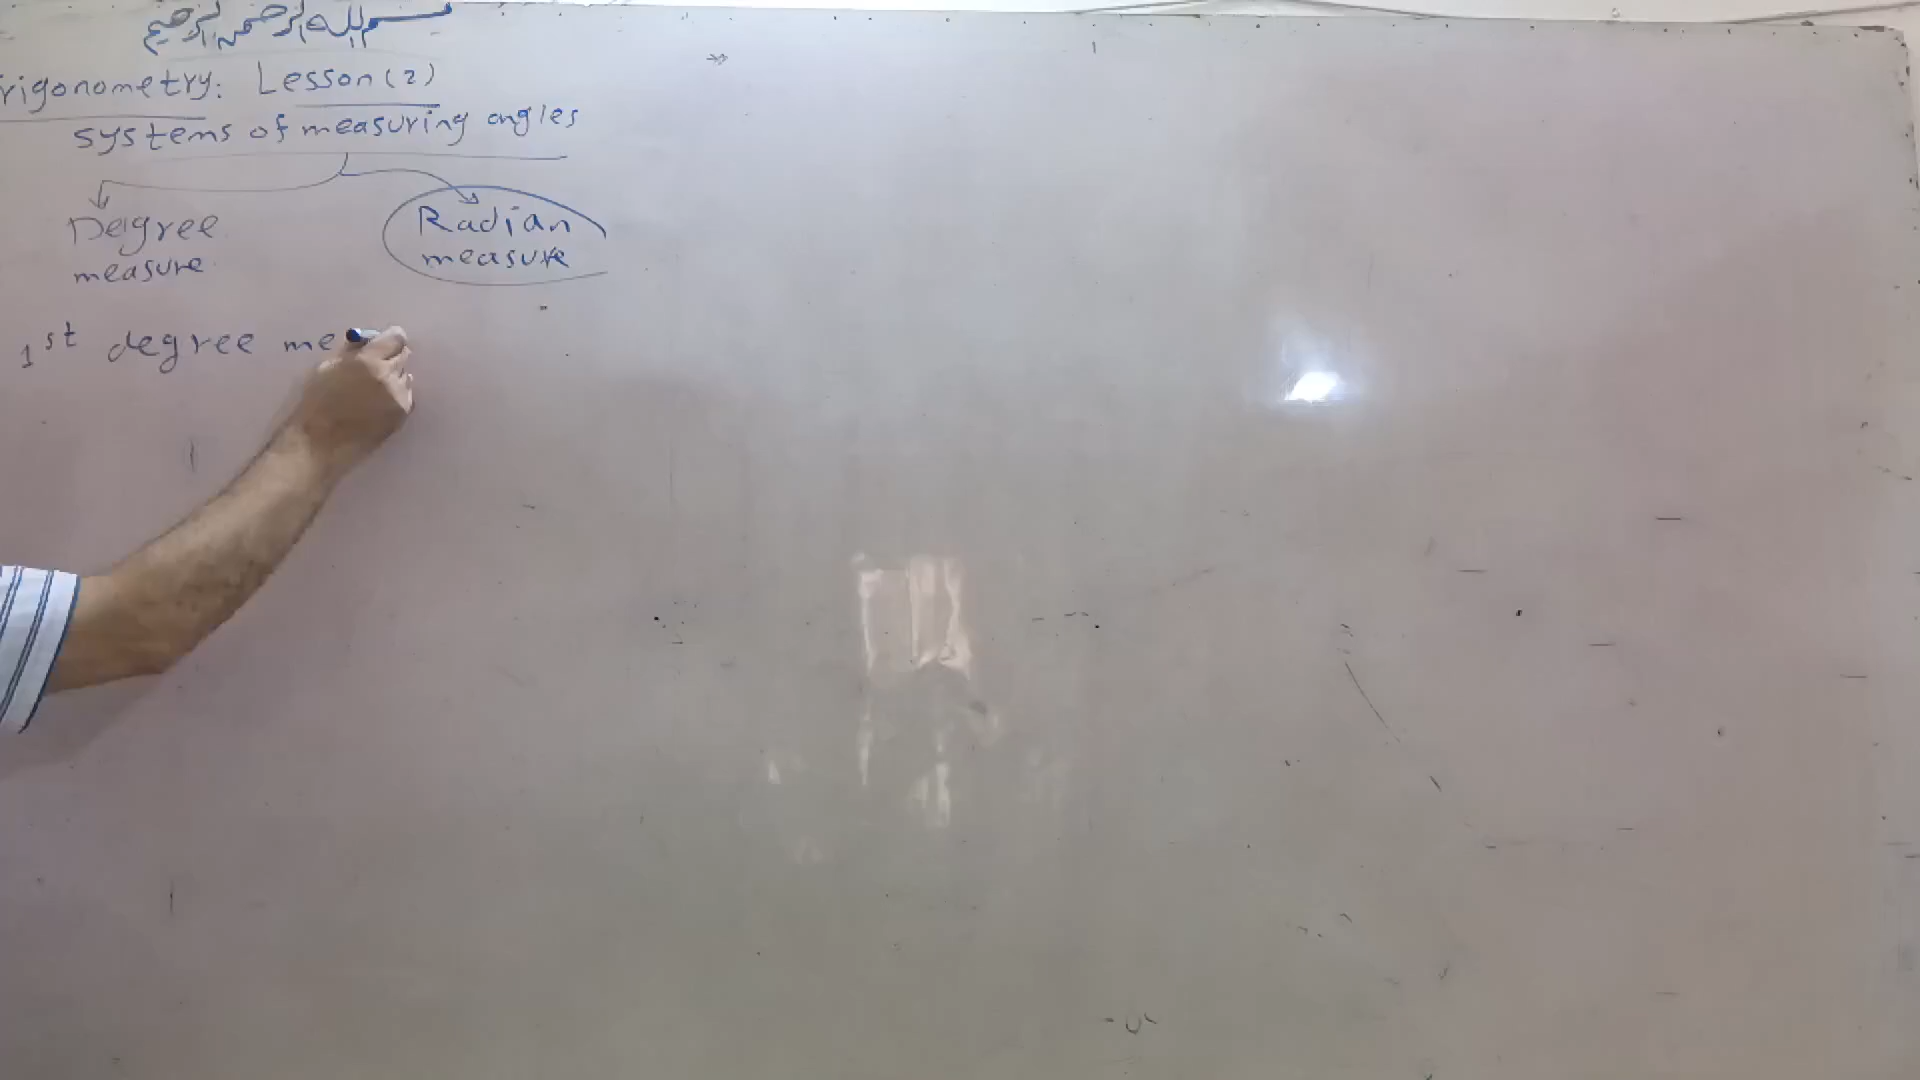 بسم الله الرحمن الرحيم
rigonometry: Lesson (2)
systems of measuring angles
Degree Radian
measure measure
1st degree me